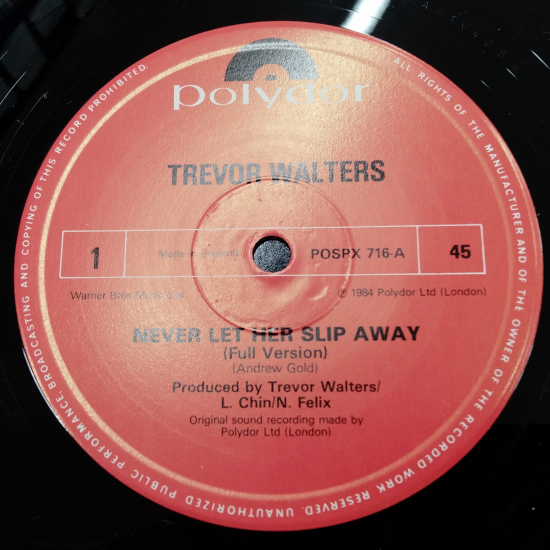 polydor
TREVOR WALTERS
1
Made in England
POSPX 716-A
45
Warner Bros Music Ltd
℗ 1984 Polydor Ltd (London)
NEVER LET HER SLIP AWAY
(Full Version)
(Andrew Gold)
Produced by Trevor Walters/
L. Chin/N. Felix
Original sound recording made by
Polydor Ltd (London)
ALL RIGHTS OF THE MANUFACTURER AND OF THE OWNER OF THE RECORDED WORK RESERVED. UNAUTHORIZED PUBLIC PERFORMANCE, BROADCASTING AND COPYING OF THIS RECORD PROHIBITED.